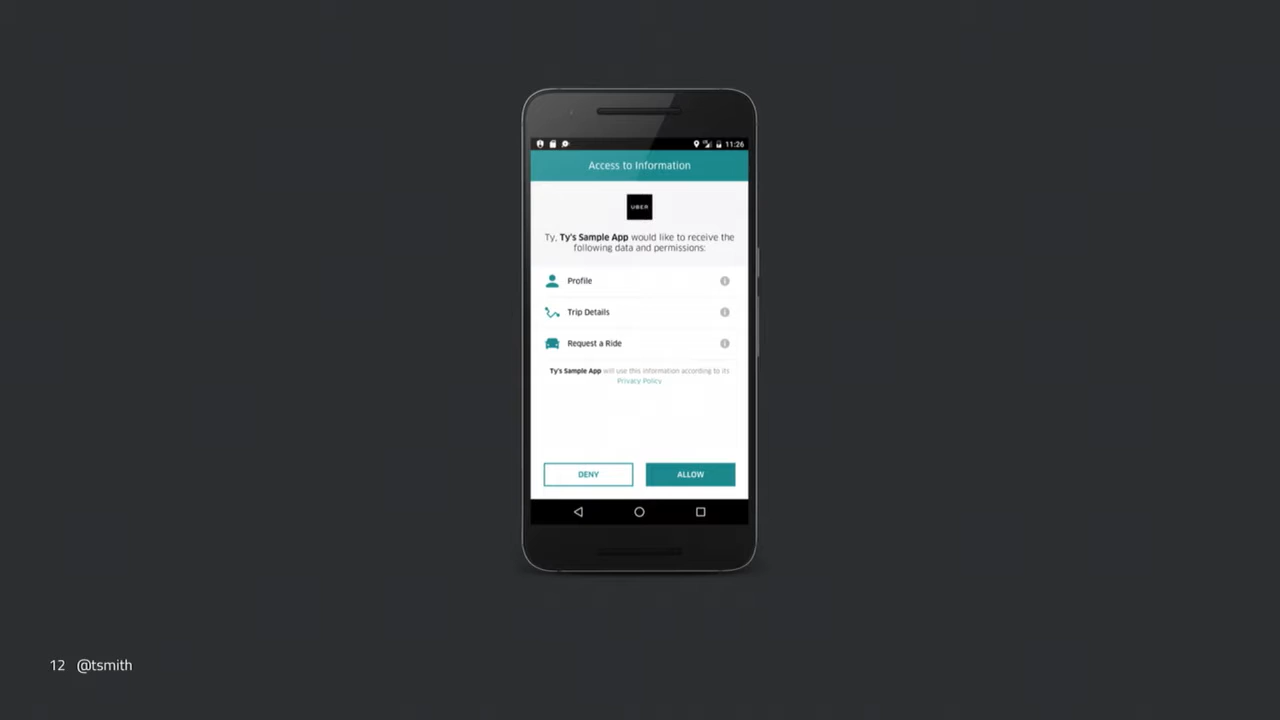 11:26
Access to Information
UBER
Ty, Ty's Sample App would like to receive the
following data and permissions:
Profile
Trip Details
Request a Ride
Ty's Sample App will use this information according to its
Privacy Policy
DENY
ALLOW
12 @tsmith